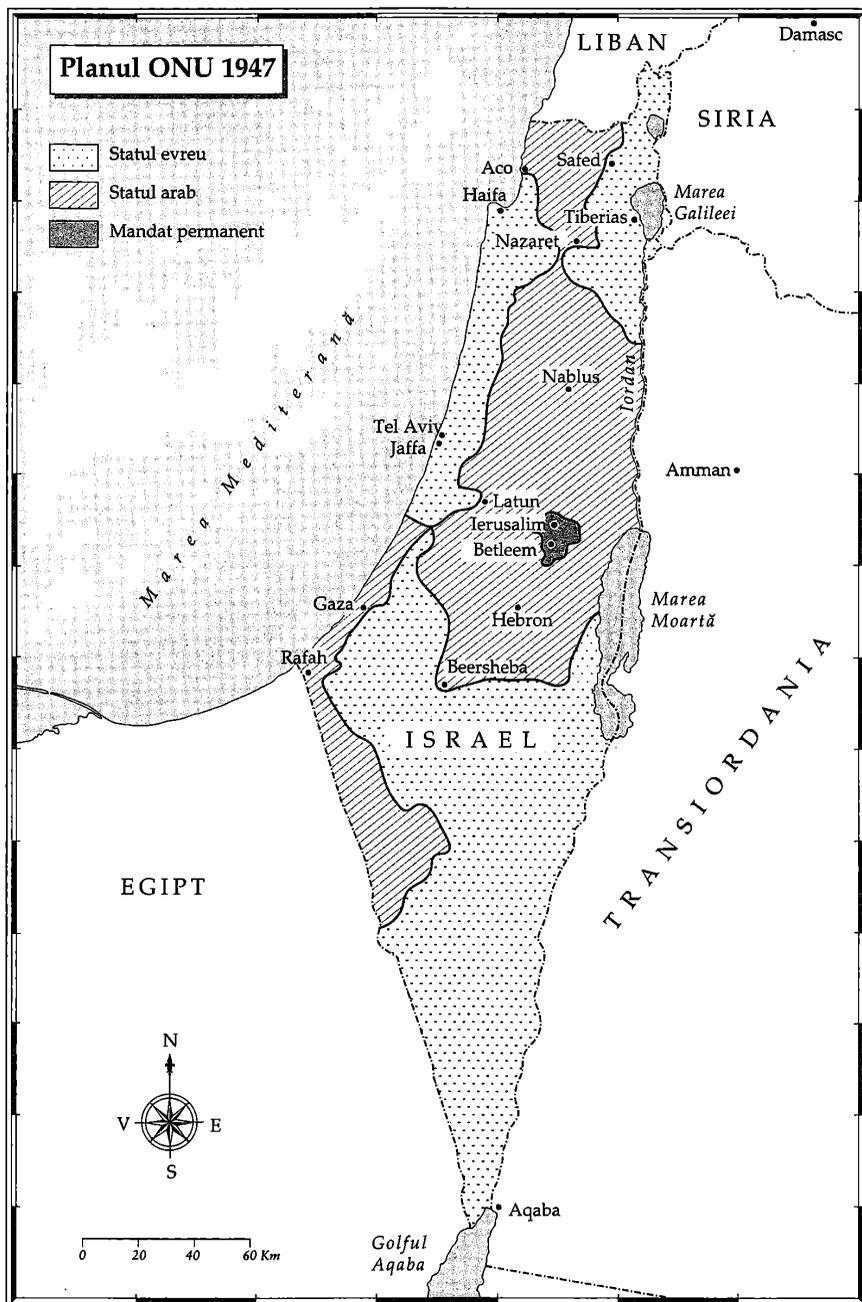 Planul ONU 1947
Statul evreu
Statul arab
Mandat permanent
LIBAN
Damasc
SIRIA
Aco
Safed
Haifa
Marea
Galileei
Tiberias
Nazaret
Marea Mediterană
Nablus
Iordan
Tel Aviv
Jaffa
Amman
Latun
Ierusalim
Betleem
Gaza
Hebron
Marea
Moartă
Rafah
Beersheba
ISRAEL
TRANSIORDANIA
EGIPT
N
V
E
S
Aqaba
0 20 40 60 Km
Golful
Aqaba